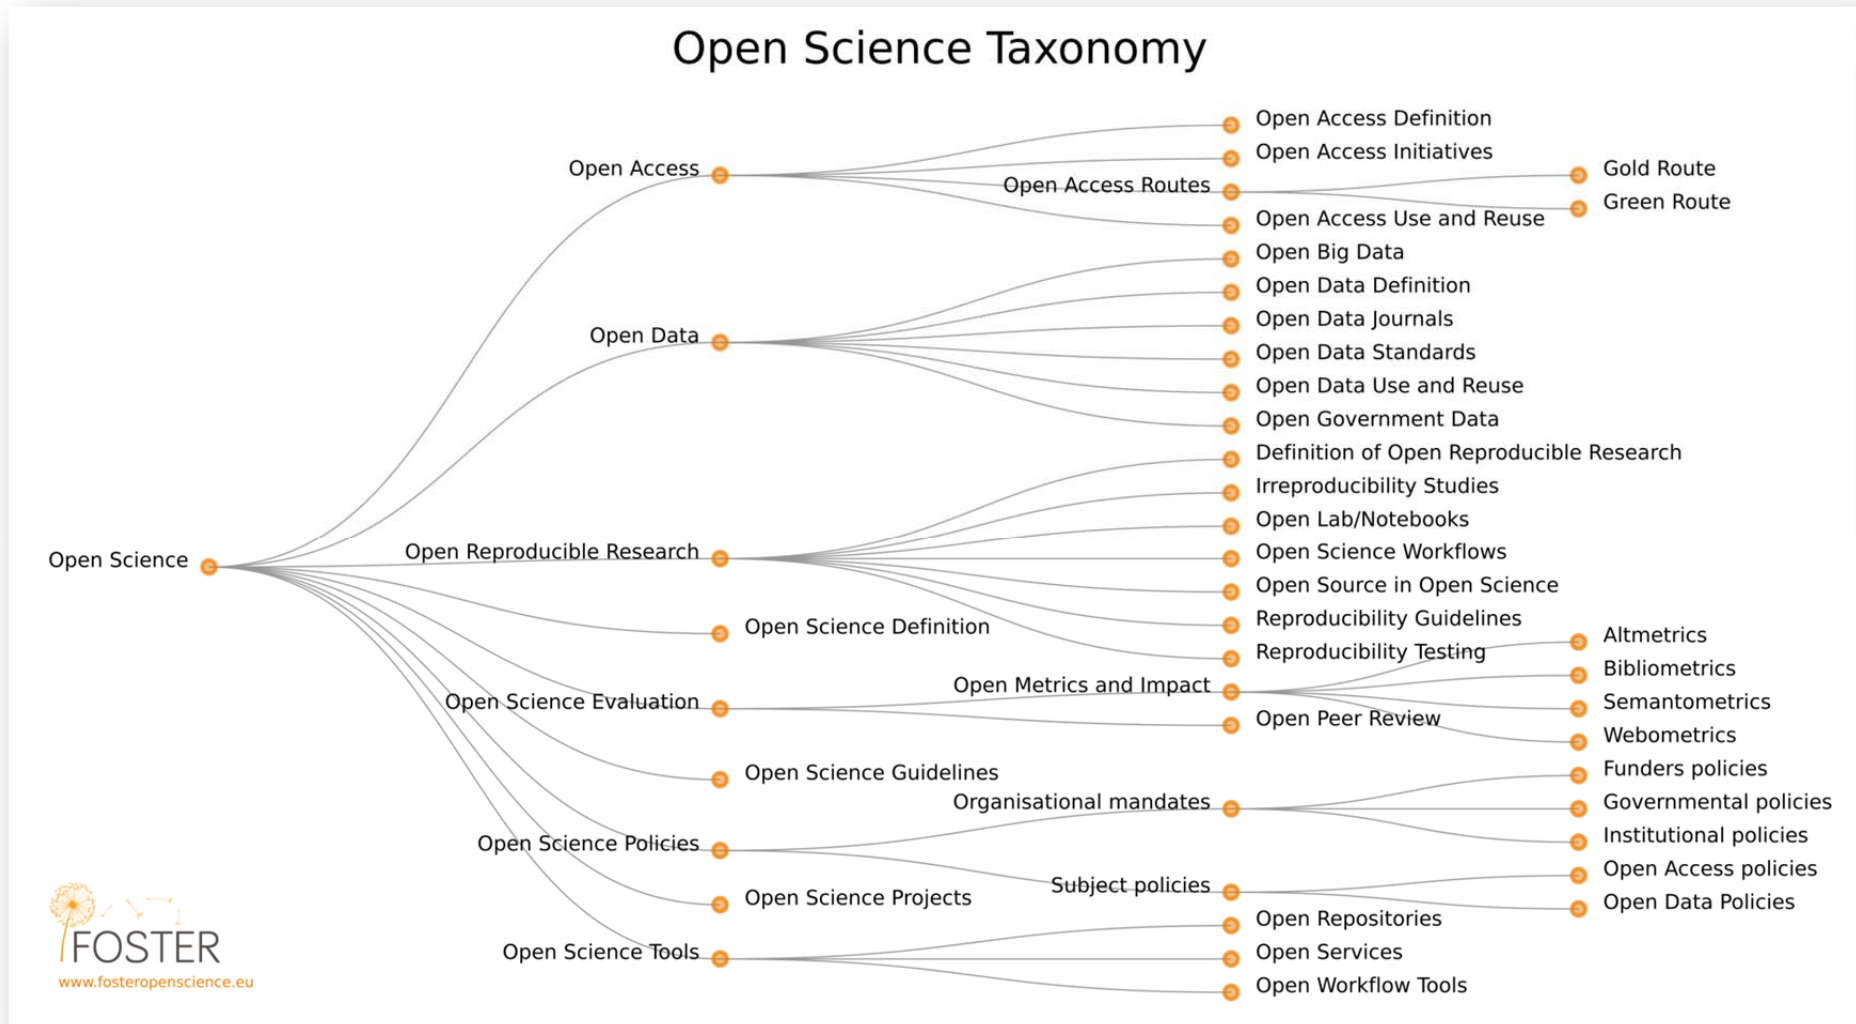 Open Science Taxonomy
Open Science
Open Access
Open Access Definition
Open Access Initiatives
Open Access Routes
Gold Route
Green Route
Open Access Use and Reuse
Open Data
Open Big Data
Open Data Definition
Open Data Journals
Open Data Standards
Open Data Use and Reuse
Open Government Data
Open Reproducible Research
Definition of Open Reproducible Research
Irreproducibility Studies
Open Lab/Notebooks
Open Science Workflows
Open Source in Open Science
Reproducibility Guidelines
Reproducibility Testing
Open Science Definition
Open Science Evaluation
Open Metrics and Impact
Altmetrics
Bibliometrics
Semantometrics
Webometrics
Open Peer Review
Open Science Guidelines
Open Science Policies
Organisational mandates
Funders policies
Governmental policies
Institutional policies
Subject policies
Open Access policies
Open Data Policies
Open Science Projects
Open Science Tools
Open Repositories
Open Services
Open Workflow Tools
FOSTER
www.fosteropenscience.eu